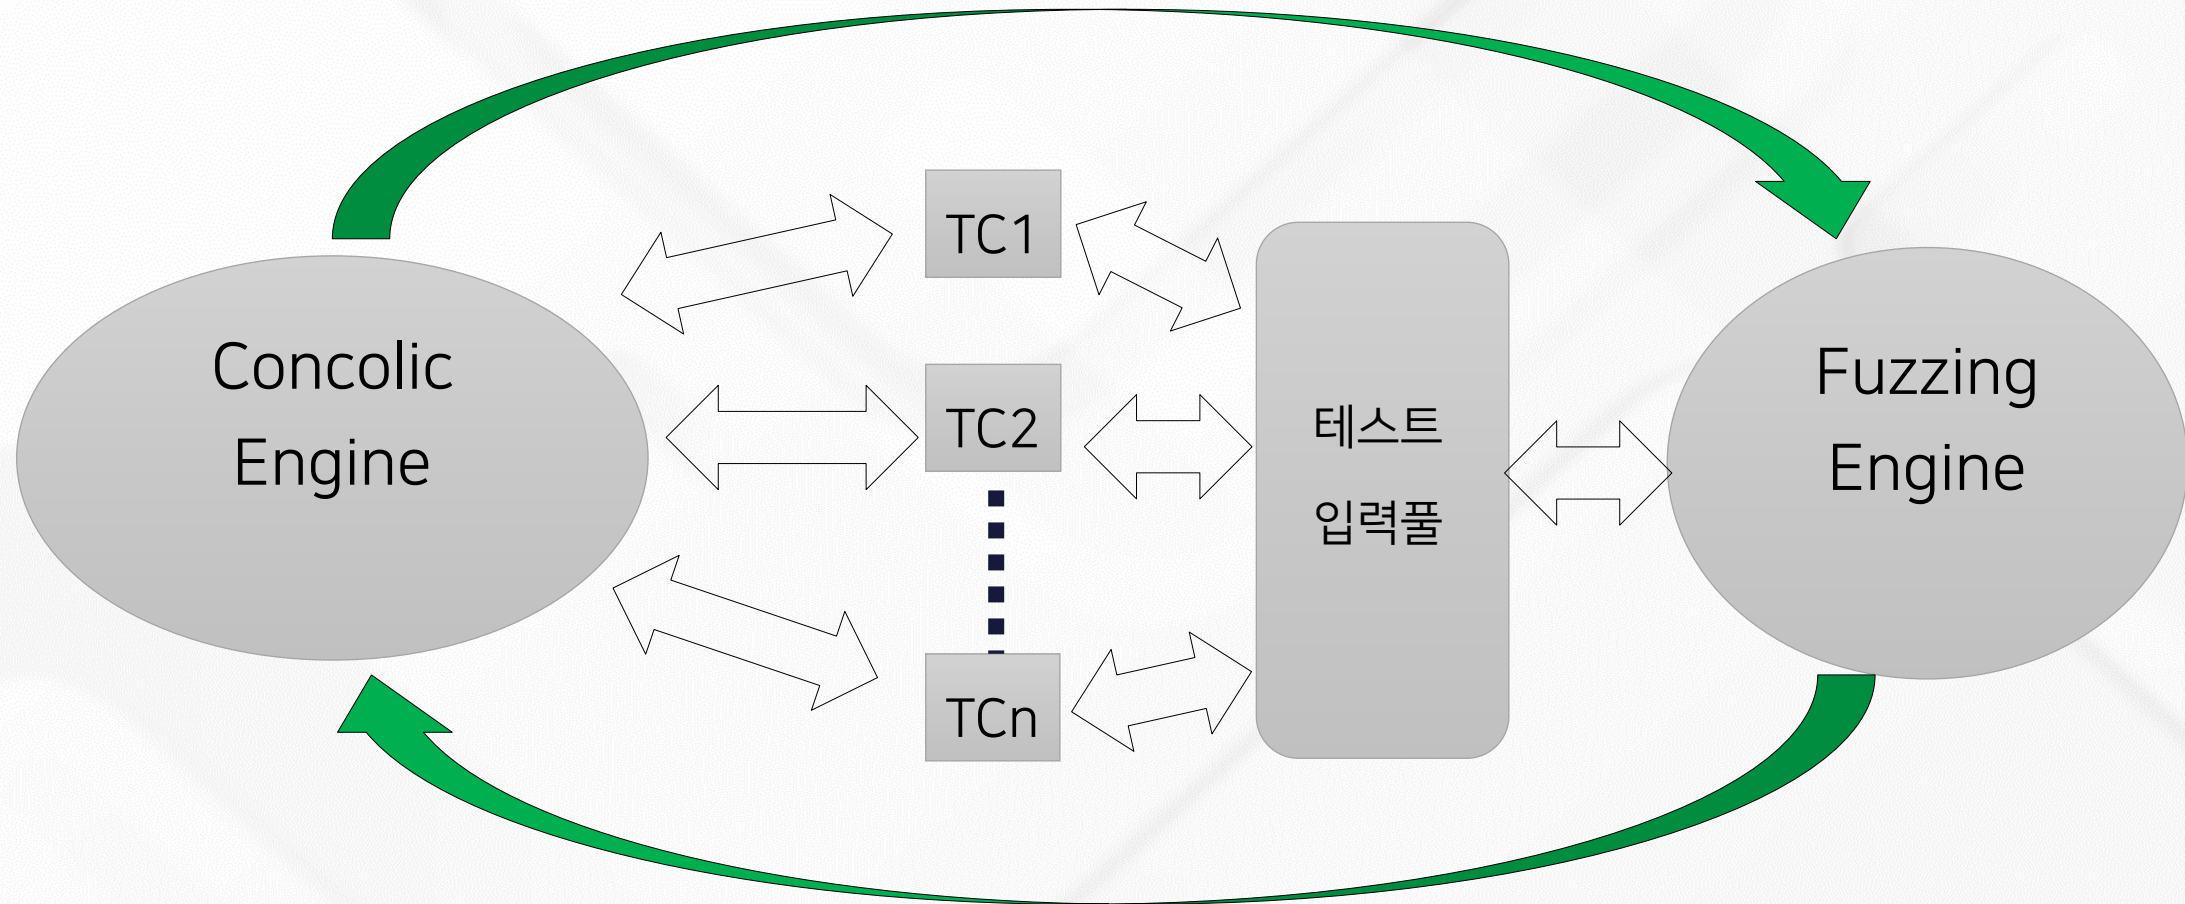 Concolic
Engine
TC1
TC2
TCn
테스트
입력풀
Fuzzing
Engine